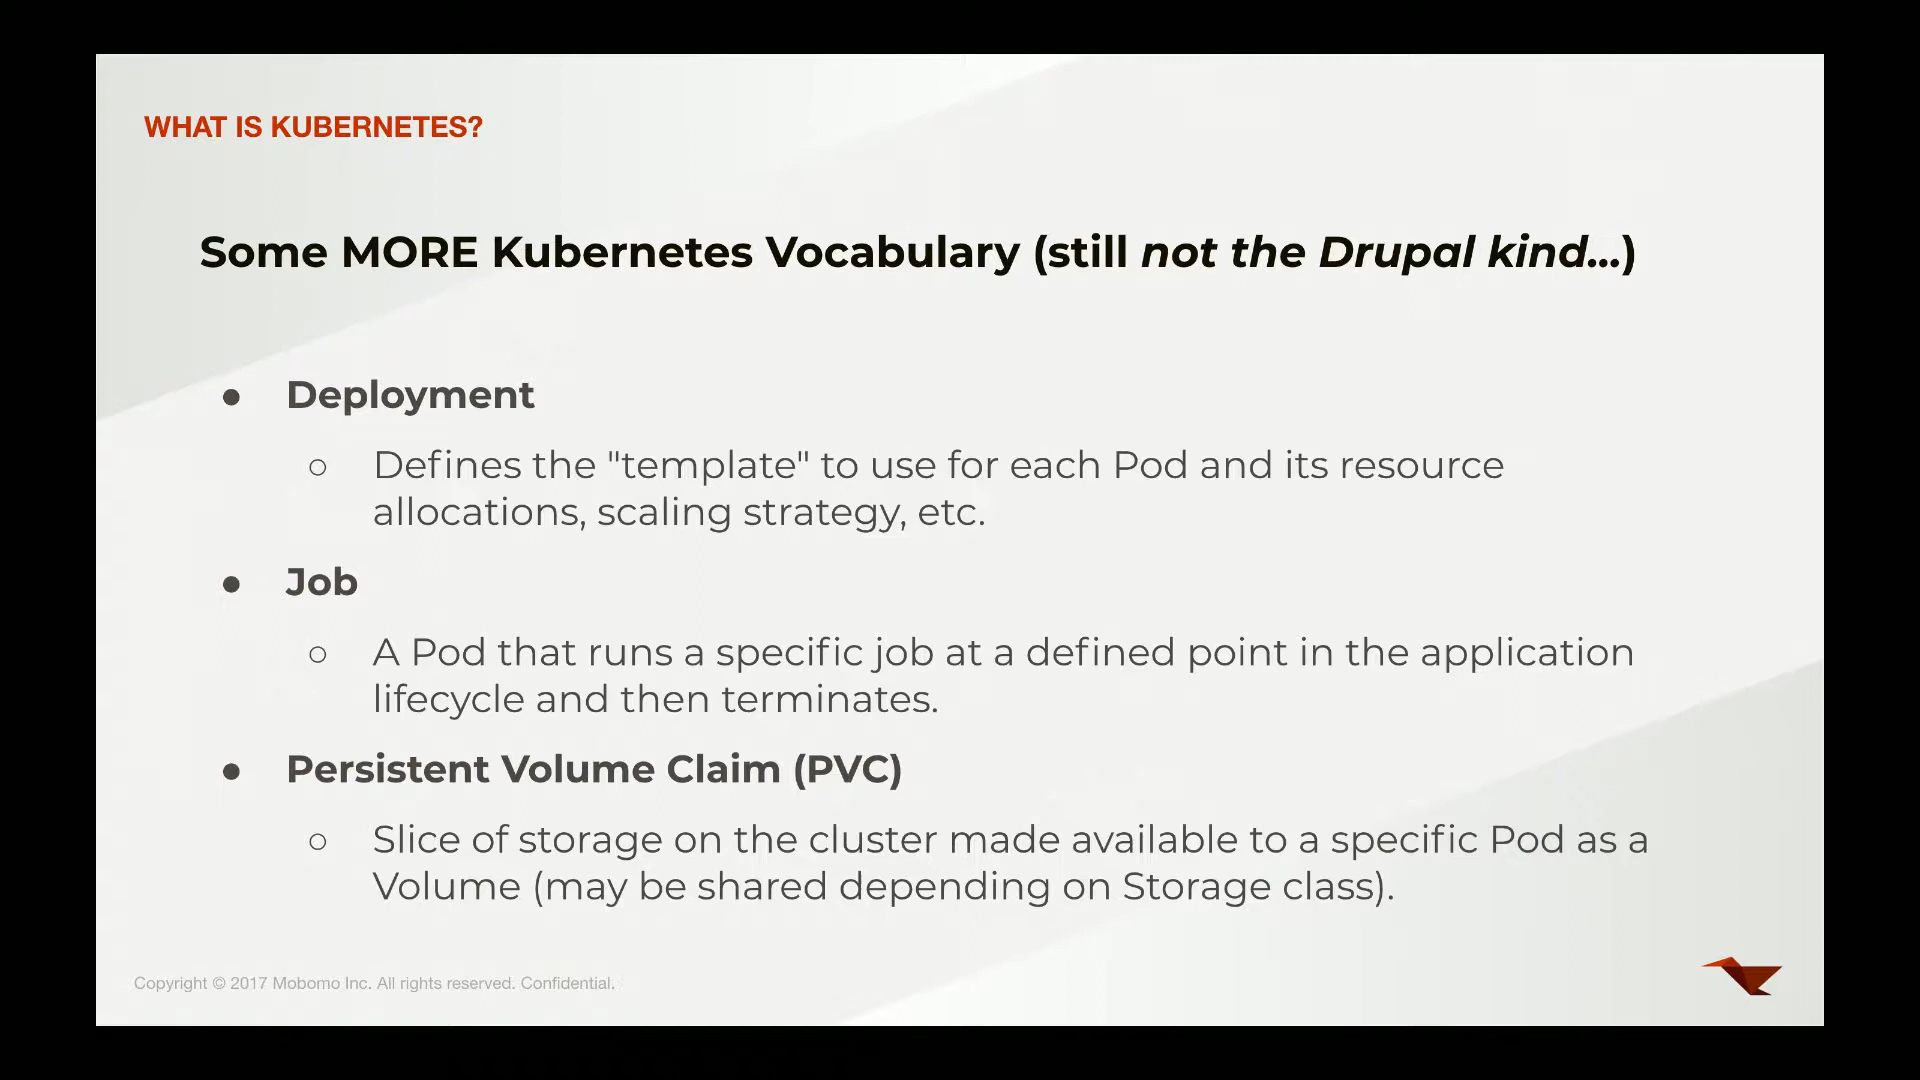 WHAT IS KUBERNETES?
Some MORE Kubernetes Vocabulary (still not the Drupal kind...)
● Deployment
○ Defines the "template" to use for each Pod and its resource
allocations, scaling strategy, etc.
● Job
○ A Pod that runs a specific job at a defined point in the application
lifecycle and then terminates.
● Persistent Volume Claim (PVC)
○ Slice of storage on the cluster made available to a specific Pod as a
Volume (may be shared depending on Storage class).
Copyright © 2017 Mobomo Inc. All rights reserved. Confidential.